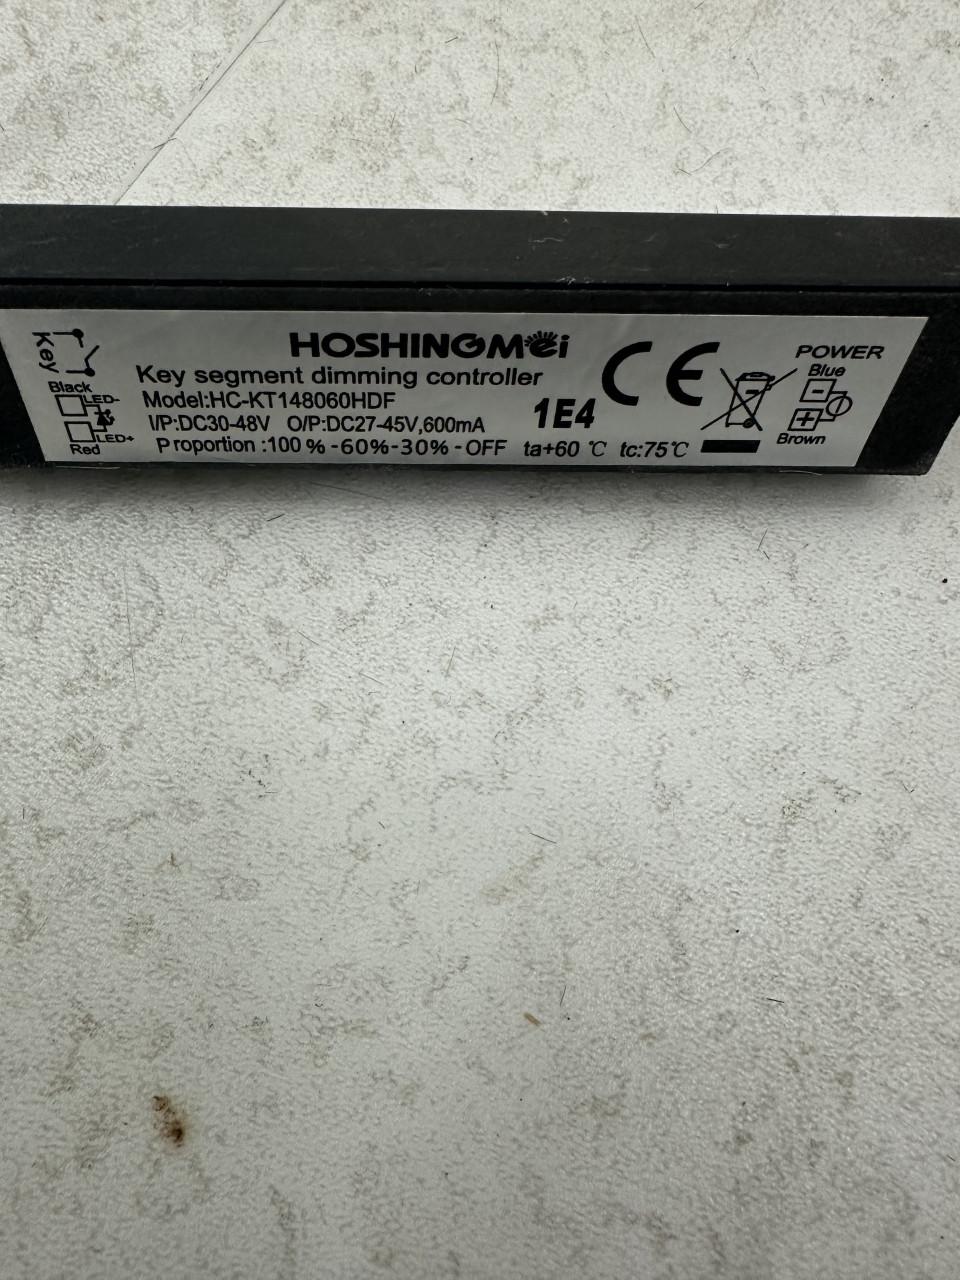 HOSHINGMEi
Key segment dimming controller
Model:HC-KT148060HDF
I/P:DC30-48V O/P:DC27-45V,600mA
Proportion :100%-60%-30%-OFF ta+60℃ tc:75℃
1E4
CE
Key
Black
LED-
LED+
Red
POWER
Blue
-
+
Brown